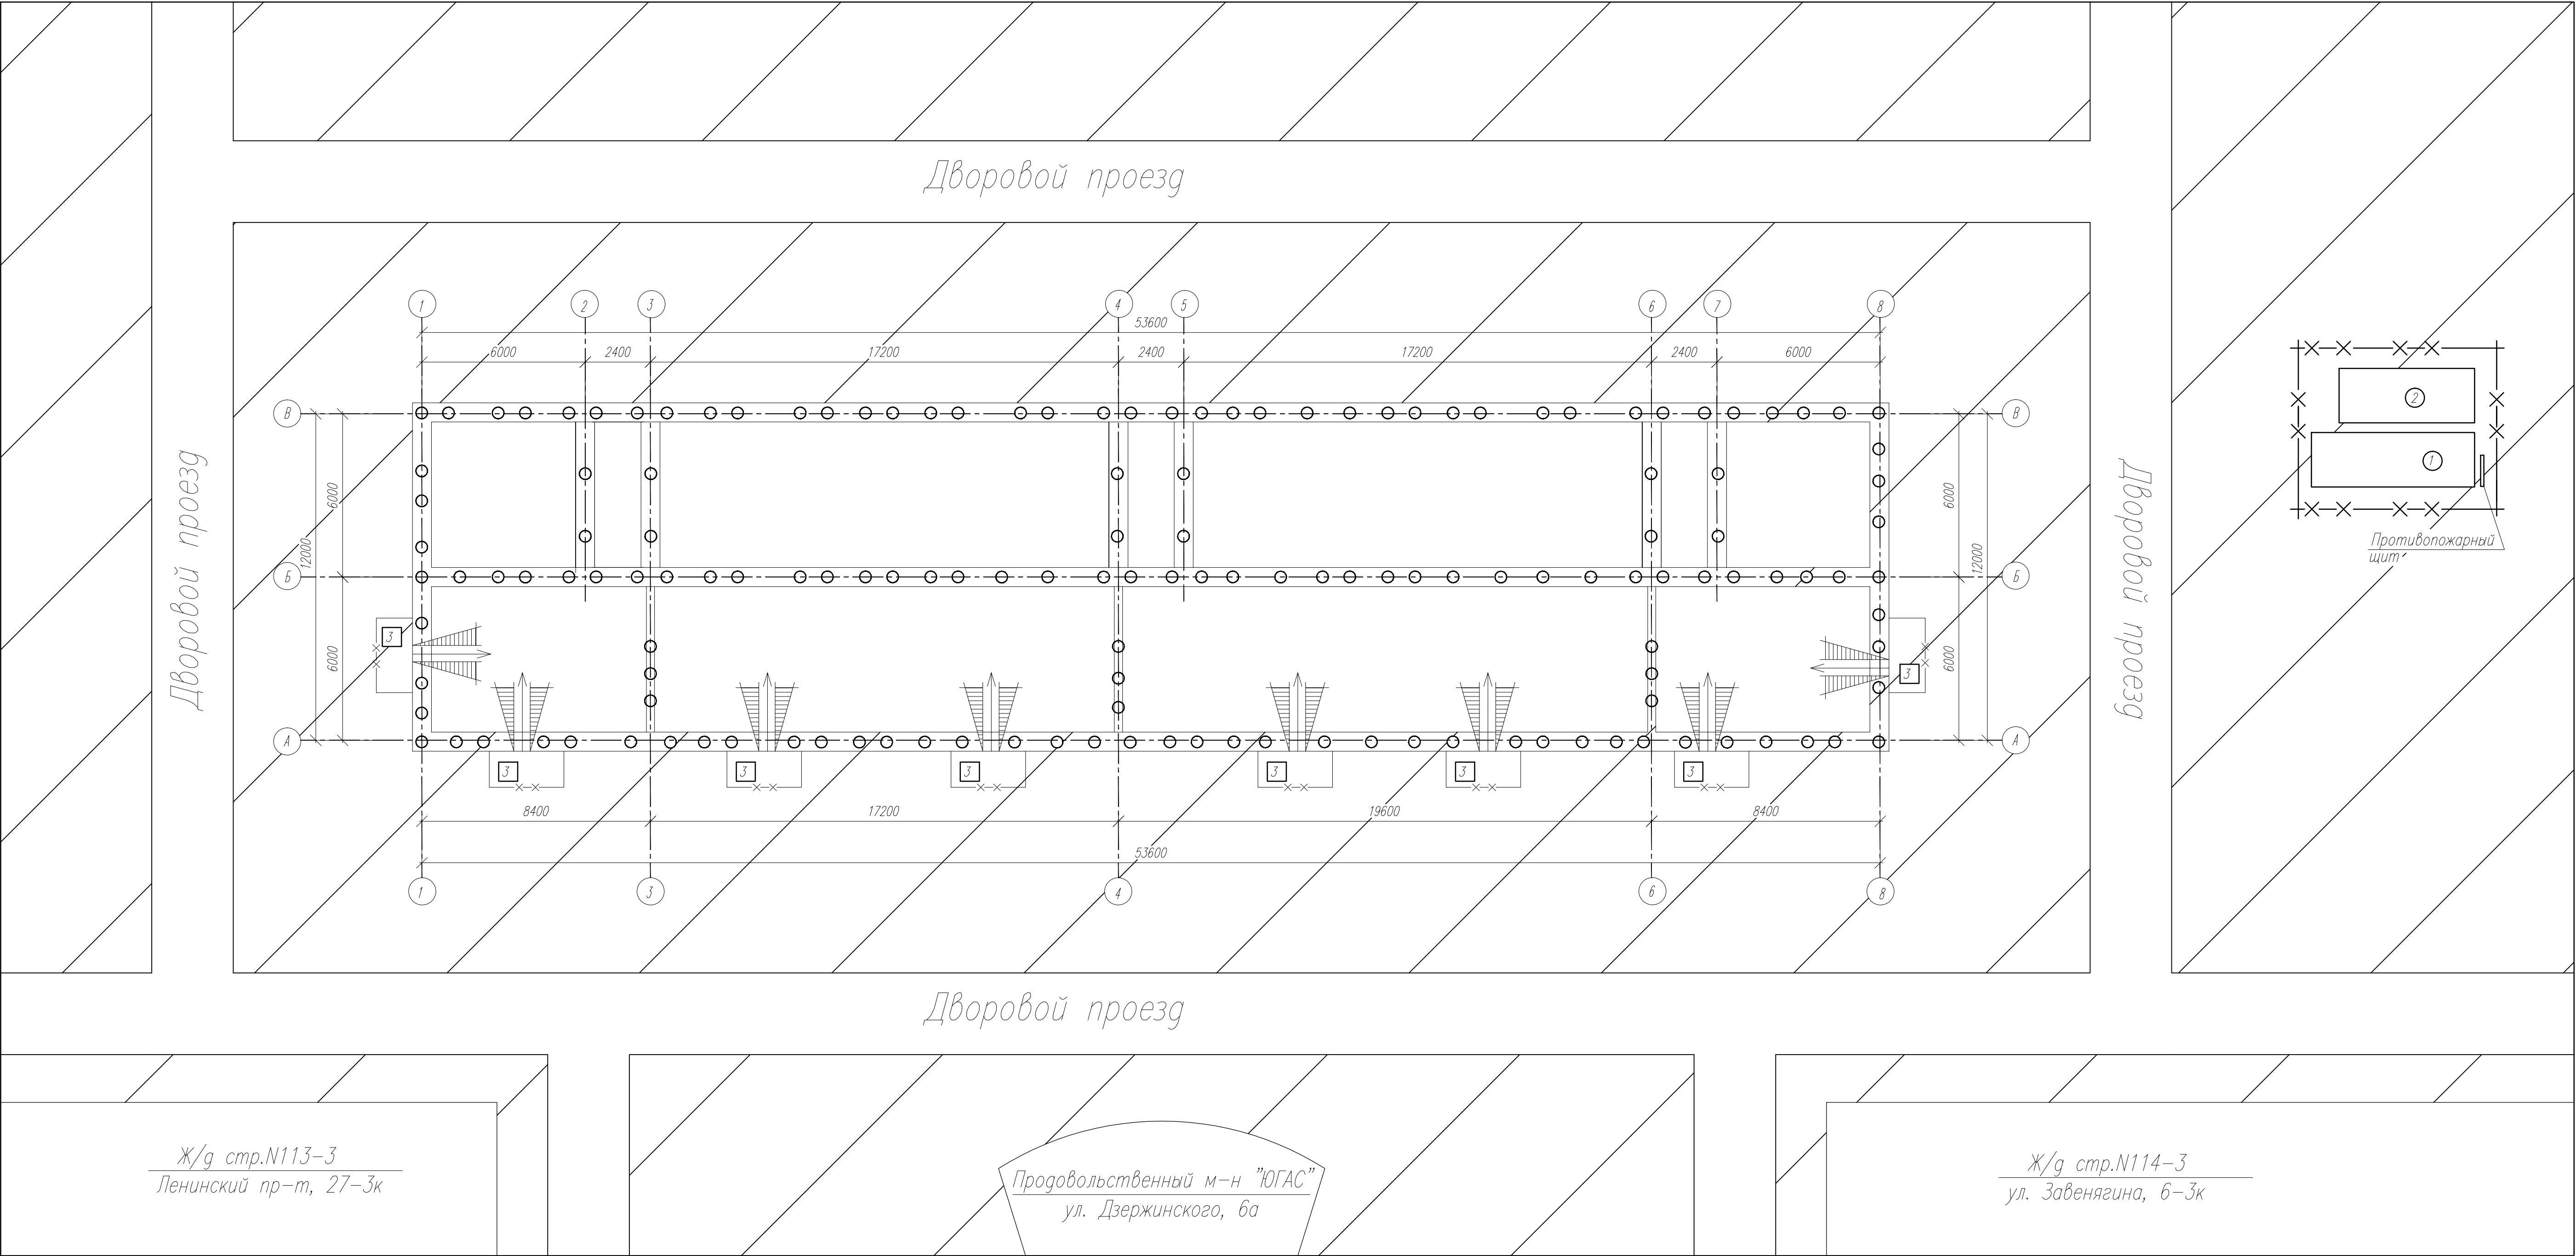 Дворовой проезд
1 2 3 4 5 6 7 8
53600
6000 2400 17200 2400 17200 2400 6000
В В
2
1
Противопожарный
щит
6000
12000
6000
12000
Дворовой проезд
Дворовой проезд
Б Б
3
6000
6000
3
А А
3 3 3 3 3 3
8400 17200 19600 8400
53600
1 3 4 6 8
Дворовой проезд
Ж/д стр.N113-3
Ленинский пр-т, 27-3к
Продовольственный м-н "ЮГАС"
ул. Дзержинского, 6а
Ж/д стр.N114-3
ул. Завенягина, 6-3к